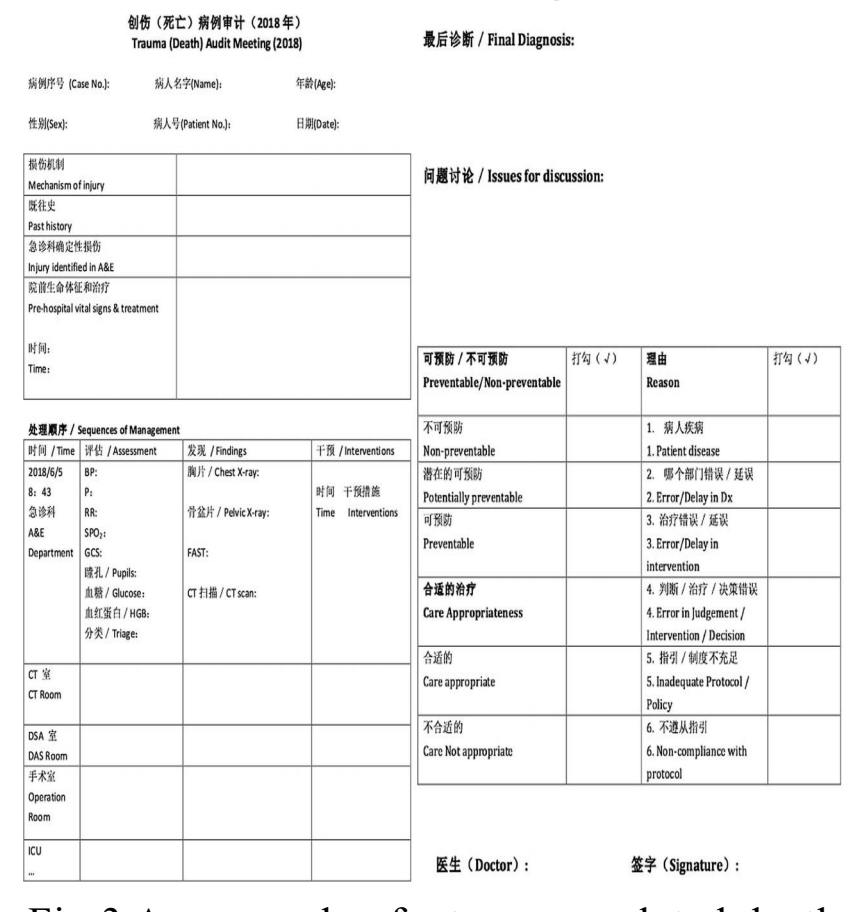 创伤（死亡）病例审计（2018 年）
Trauma (Death) Audit Meeting (2018)
病例序号 (Case No.): 病人名字(Name): 年龄(Age):
性别(Sex): 病人号(Patient No.): 日期(Date):
损伤机制
Mechanism of injury
既往史
Past history
急诊科确定性损伤
Injury identified in A&E
院前生命体征和治疗
Pre-hospital vital signs & treatment
时间:
Time:
处理顺序 / Sequences of Management
时间 /Time 评估 /Assessment 发现 /Findings 干预 /Interventions
2018/6/5
8: 43
急诊科
A&E
Department
BP:
P:
RR:
SPO₂:
GCS:
瞳孔 / Pupils:
血糖 / Glucose:
血红蛋白 / HGB:
分类 / Triage:
胸片 / Chest X-ray:
骨盆片 / Pelvic X-ray:
FAST:
CT 扫描 / CT scan:
时间 干预措施
Time Interventions
CT 室
CT Room
DSA 室
DAS Room
手术室
Operation
Room
ICU
...
最后诊断 / Final Diagnosis:
问题讨论 / Issues for discussion:
可预防 / 不可预防 打勾（√） 理由 打勾（√）
Preventable/Non-preventable Reason
不可预防 1. 病人疾病
Non-preventable 1. Patient disease
潜在的可预防 2. 哪个部门错误 / 延误
Potentially preventable 2. Error/Delay in Dx
可预防 3. 治疗错误 / 延误
Preventable 3. Error/Delay in
intervention
合适的治疗 4. 判断 / 治疗 / 决策错误
Care Appropriateness 4. Error in Judgement /
Intervention / Decision
合适的 5. 指引 / 制度不充足
Care appropriate 5. Inadequate Protocol /
Policy
不合适的 6. 不遵从指引
Care Not appropriate 6. Non-compliance with
protocol
医生（Doctor）: 签字（Signature）: